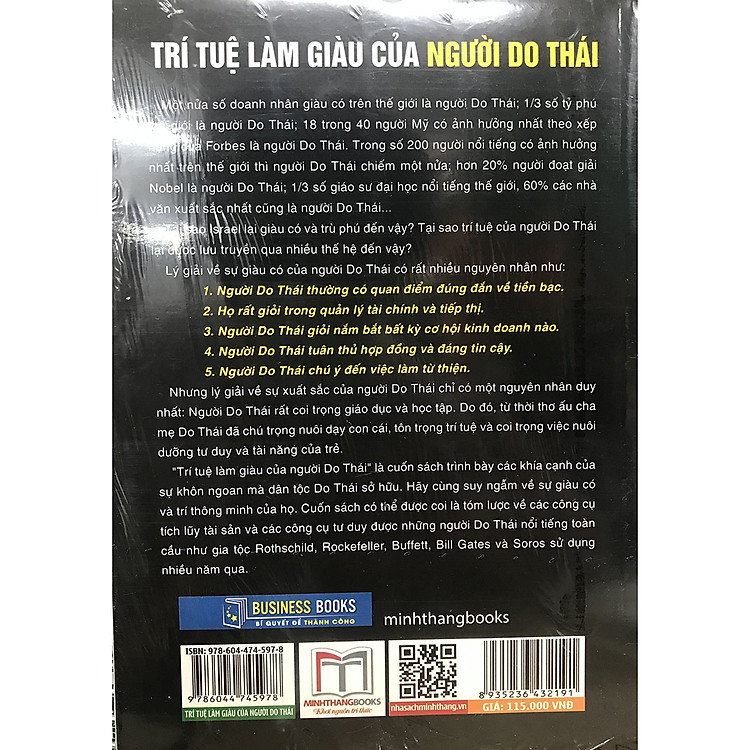 TRÍ TUỆ LÀM GIÀU CỦA NGƯỜI DO THÁI
Một nửa số doanh nhân giàu có trên thế giới là người Do Thái; 1/3 số tỷ phú
giới là người Do Thái; 18 trong 40 người Mỹ có ảnh hưởng nhất theo xếp
của Forbes là người Do Thái. Trong số 200 người nổi tiếng có ảnh hưởng
nhất trên thế giới thì người Do Thái chiếm một nửa; hơn 20% người đoạt giải
Nobel là người Do Thái; 1/3 số giáo sư đại học nổi tiếng thế giới, 60% các nhà
văn xuất sắc nhất cũng là người Do Thái...
sao Israel lại giàu có và trù phú đến vậy? Tại sao trí tuệ của người Do Thái
lại được lưu truyền qua nhiều thế hệ đến vậy?
Lý giải về sự giàu có của người Do Thái có rất nhiều nguyên nhân như:
1. Người Do Thái thường có quan điểm đúng đắn về tiền bạc.
2. Họ rất giỏi trong quản lý tài chính và tiếp thị.
3. Người Do Thái giỏi nắm bắt bất kỳ cơ hội kinh doanh nào.
4. Người Do Thái tuân thủ hợp đồng và đáng tin cậy.
5. Người Do Thái chú ý đến việc làm từ thiện.
Nhưng lý giải về sự xuất sắc của người Do Thái chỉ có một nguyên nhân duy
nhất: Người Do Thái rất coi trọng giáo dục và học tập. Do đó, từ thời thơ ấu cha
mẹ Do Thái đã chú trọng nuôi dạy con cái, tôn trọng trí tuệ và coi trọng việc nuôi
dưỡng tư duy và tài năng của trẻ.
"Trí tuệ làm giàu của người Do Thái" là cuốn sách trình bày các khía cạnh của
sự khôn ngoan mà dân tộc Do Thái sở hữu. Hãy cùng suy ngẫm về sự giàu có
và trí thông minh của họ. Cuốn sách có thể được coi là tóm lược về các công cụ
tích lũy tài sản và các công cụ tư duy được những người Do Thái nổi tiếng toàn
cầu như gia tộc Rothschild, Rockefeller, Buffett, Bill Gates và Soros sử dụng
nhiều năm qua.
BUSINESS BOOKS
BÍ QUYẾT ĐỂ THÀNH CÔNG
minhthangbooks
ISBN: 978-604-474-597-8
9 786044 745978
TRÍ TUỆ LÀM GIÀU CỦA NGƯỜI DO THÁI
MINHTHANGBOOKS
Khơi nguồn tri thức
nhasachminhthang.vn
8 935236 432191
GIÁ: 115.000 VNĐ